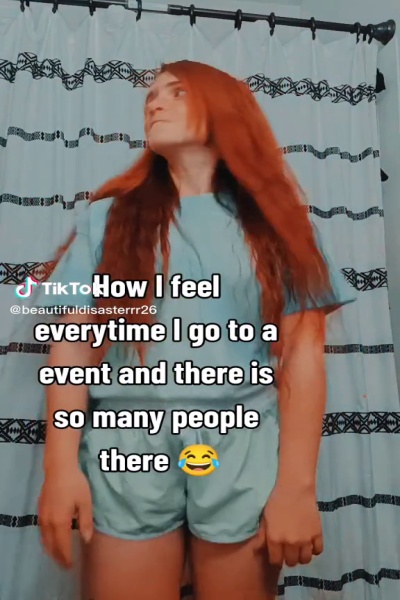 TikTok
@beautifuldisasterrr26
How I feel
everytime I go to a
event and there is
so many people
there 😂